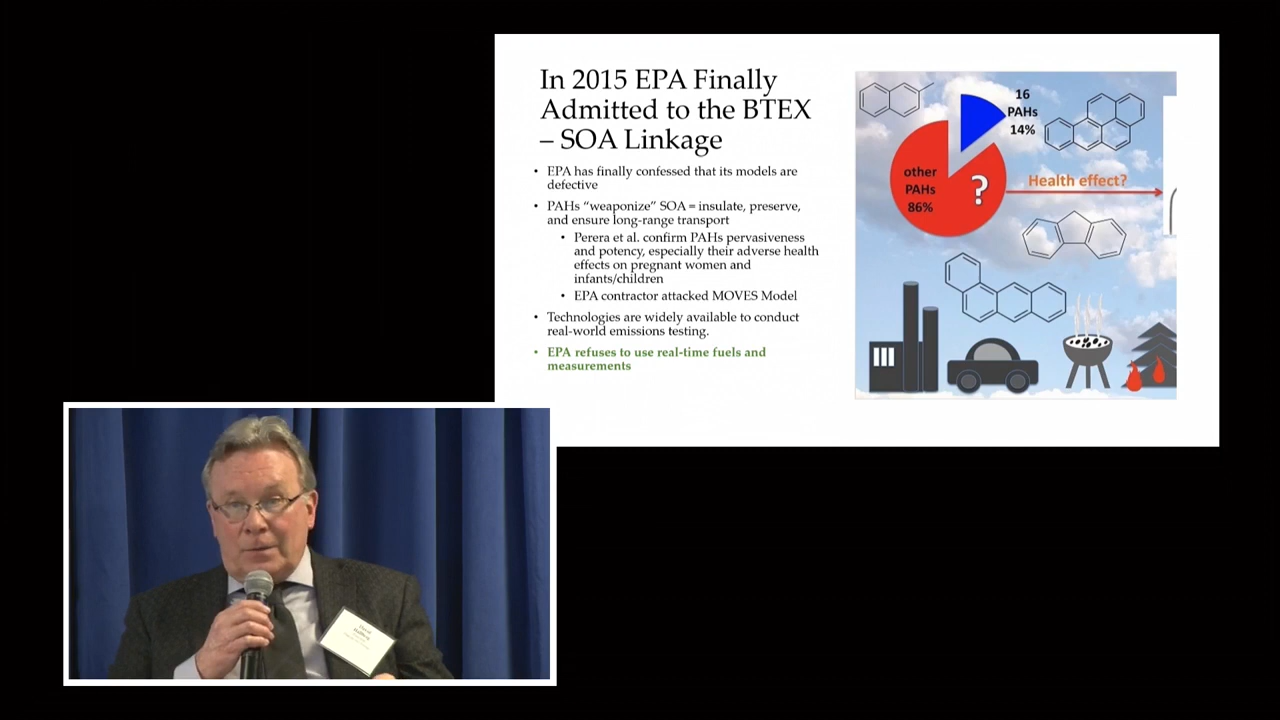 In 2015 EPA Finally
Admitted to the BTEX
– SOA Linkage
• EPA has finally confessed that its models are
defective
• PAHs “weaponize” SOA = insulate, preserve,
and ensure long-range transport
• Perera et al. confirm PAHs pervasiveness
and potency, especially their adverse health
effects on pregnant women and
infants/children
• EPA contractor attacked MOVES Model
• Technologies are widely available to conduct
real-world emissions testing.
• EPA refuses to use real-time fuels and
measurements
16
PAHs
14%
other
PAHs
86%
?
Health effect?
David
Hallberg